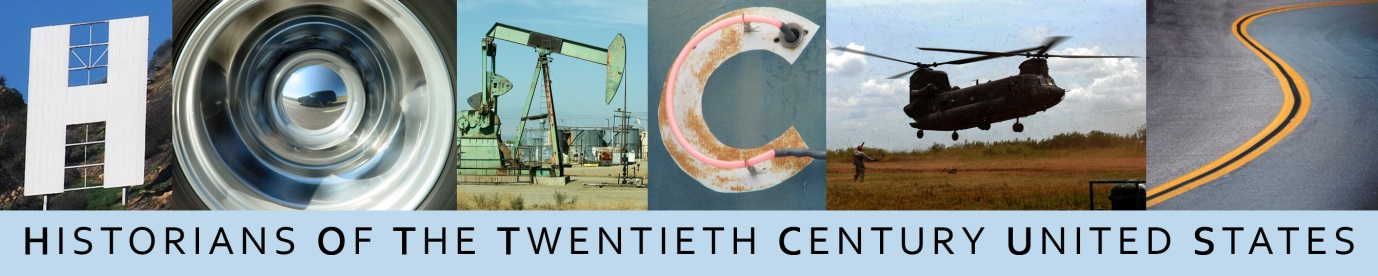 H C
HISTORIANS OF THE TWENTIETH CENTURY UNITED STATES